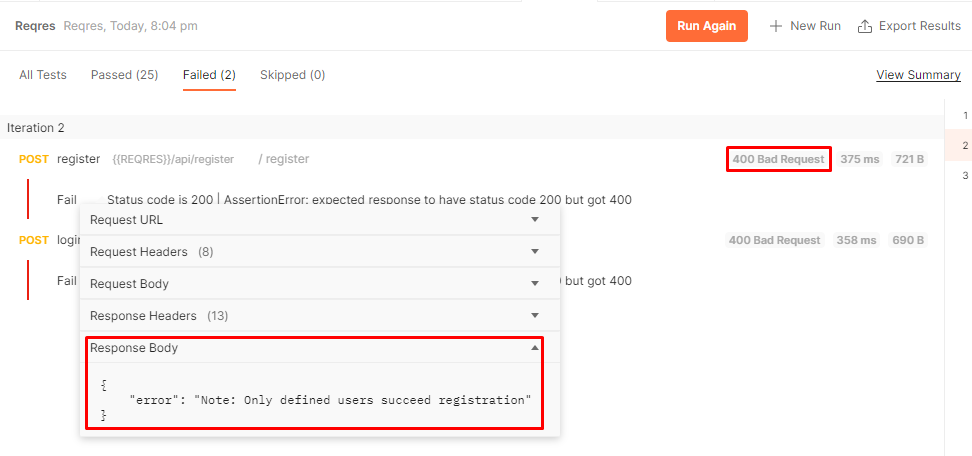 Reqres Reqres, Today, 8:04 pm Run Again New Run Export Results
All Tests Passed (25) Failed (2) Skipped (0) View Summary
1
Iteration 2
2
POST register {{REQRES}}/api/register / register 400 Bad Request 375 ms 721 B
3
Fail Status code is 200 | AssertionError: expected response to have status code 200 but got 400
Request URL
POST login 400 Bad Request 358 ms 690 B
Request Headers (8)
Fail 0 but got 400
Request Body
Response Headers (13)
Response Body
{
"error": "Note: Only defined users succeed registration"
}